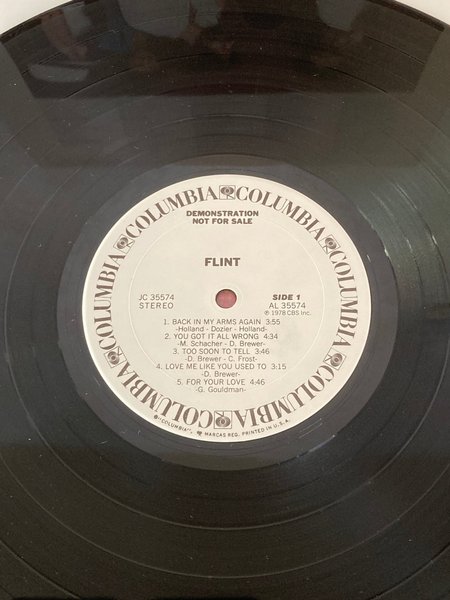 COLUMBIA COLUMBIA COLUMBIA COLUMBIA COLUMBIA COLUMBIA COLUMBIA COLUMBIA
DEMONSTRATION
NOT FOR SALE
FLINT
JC 35574 SIDE 1 AL 35574
STEREO ℗ 1978 CBS Inc.
1. BACK IN MY ARMS AGAIN 3:55
-Holland - Dozier - Holland-
2. YOU GOT IT ALL WRONG 4:34
-M. Schacher - D. Brewer-
3. TOO SOON TO TELL 3:46
-D. Brewer - C. Frost-
4. LOVE ME LIKE YOU USED TO 3:15
-D. Brewer-
5. FOR YOUR LOVE 4:46
-G. Gouldman-
"COLUMBIA", MARCAS REG. PRINTED IN U.S.A.